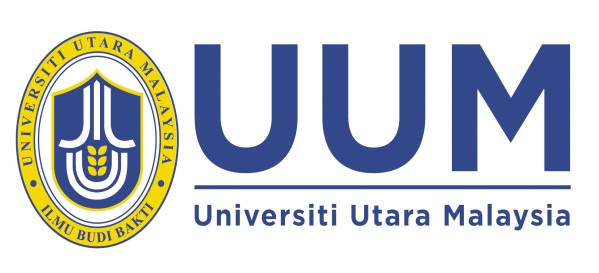 UNIVERSITI UTARA MALAYSIA
• ILMU BUDI BAKTI •
UUM
Universiti Utara Malaysia